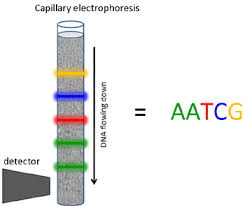 Capillary electrophoresis
DNA flowing down
= AATCG
detector